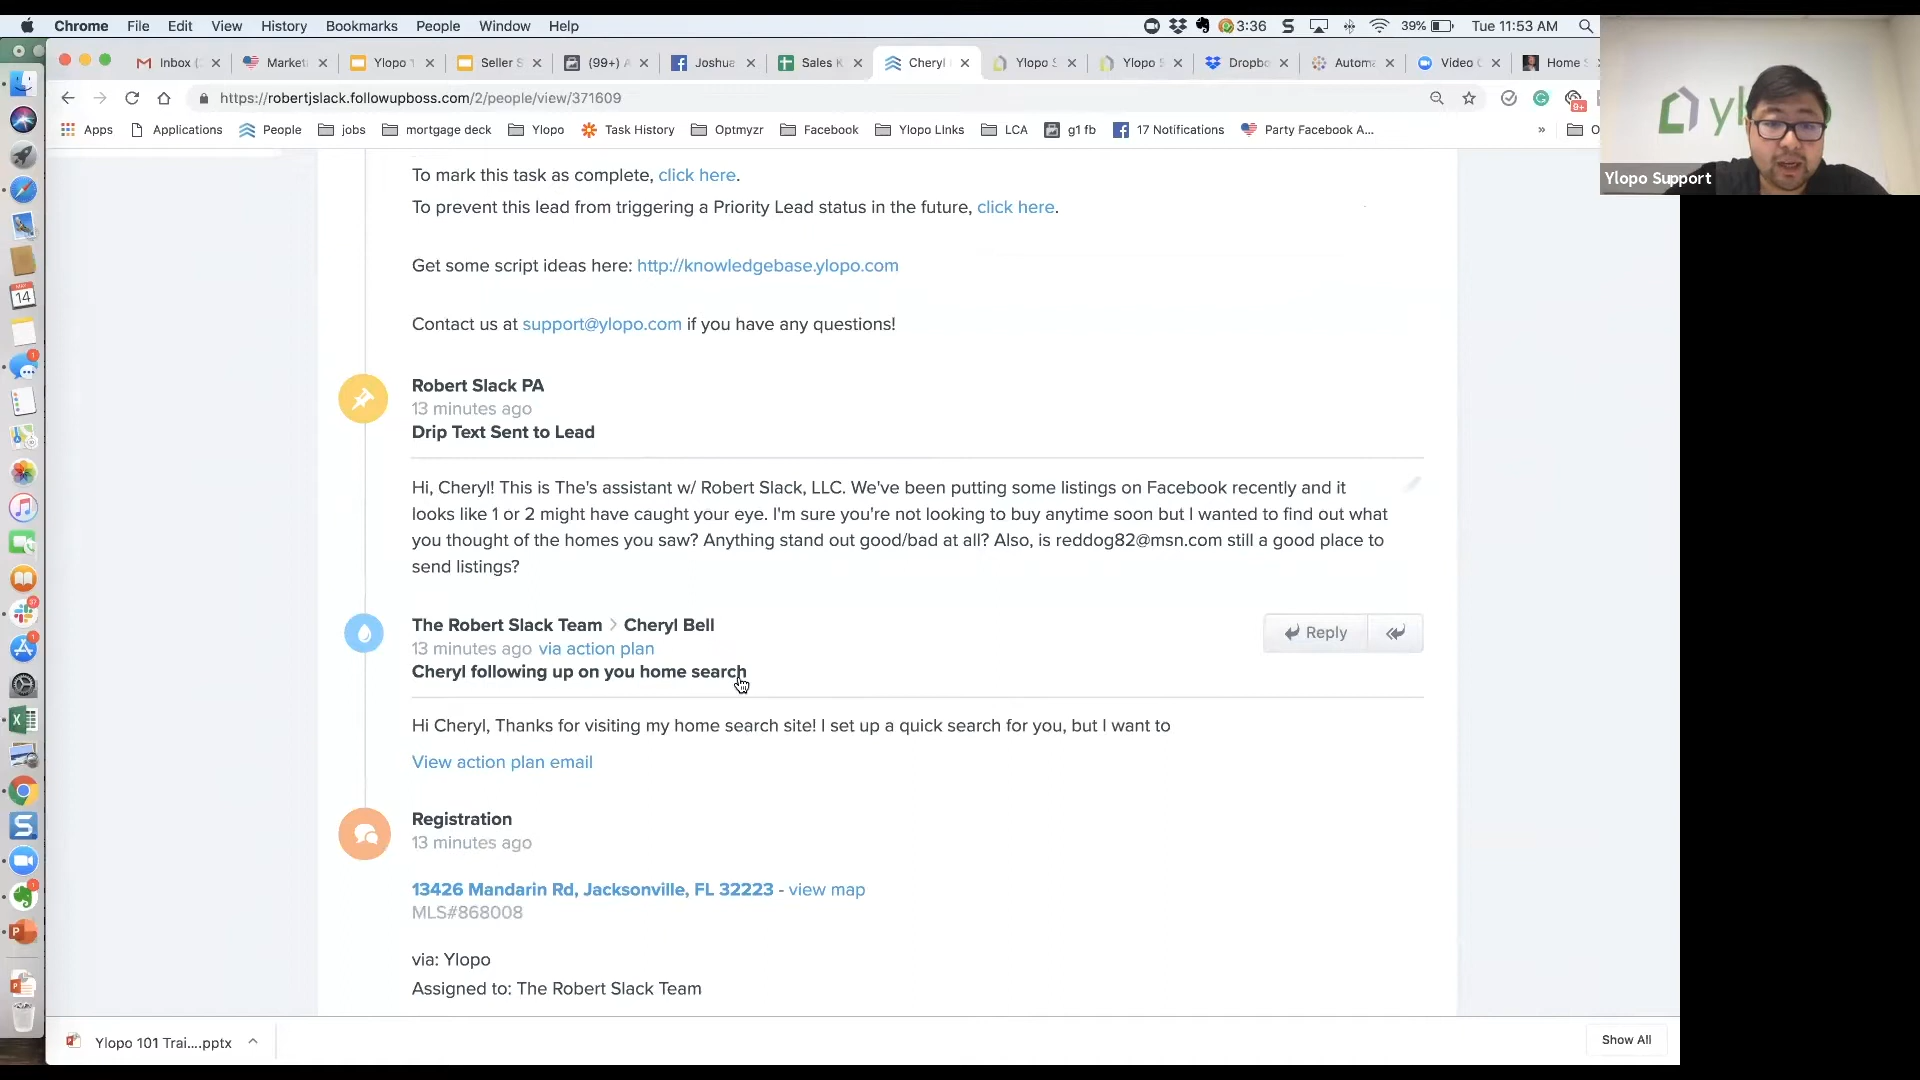 Chrome File Edit View History Bookmarks People Window Help
3:36 39% Tue 11:53 AM
Inbox Market Ylopo Seller S (99+) Joshua Sales K Cheryl Ylopo S Ylopo Dropbo Autom Video Home
https://robertjslack.followupboss.com/2/people/view/371609
9+
Apps Applications People jobs mortgage deck Ylopo Task History Optmyzr Facebook Ylopo LInks LCA g1 fb 17 Notifications Party Facebook A... »
Ylopo Support
To mark this task as complete, click here.
To prevent this lead from triggering a Priority Lead status in the future, click here.
Get some script ideas here: http://knowledgebase.ylopo.com
Contact us at support@ylopo.com if you have any questions!
Robert Slack PA
13 minutes ago
Drip Text Sent to Lead
Hi, Cheryl! This is The's assistant w/ Robert Slack, LLC. We've been putting some listings on Facebook recently and it
looks like 1 or 2 might have caught your eye. I'm sure you're not looking to buy anytime soon but I wanted to find out what
you thought of the homes you saw? Anything stand out good/bad at all? Also, is reddog82@msn.com still a good place to
send listings?
The Robert Slack Team > Cheryl Bell
13 minutes ago via action plan
Reply
Cheryl following up on you home search
Hi Cheryl, Thanks for visiting my home search site! I set up a quick search for you, but I want to
View action plan email
Registration
13 minutes ago
13426 Mandarin Rd, Jacksonville, FL 32223 - view map
MLS#868008
via: Ylopo
Assigned to: The Robert Slack Team
Ylopo 101 Trai....pptx
Show All